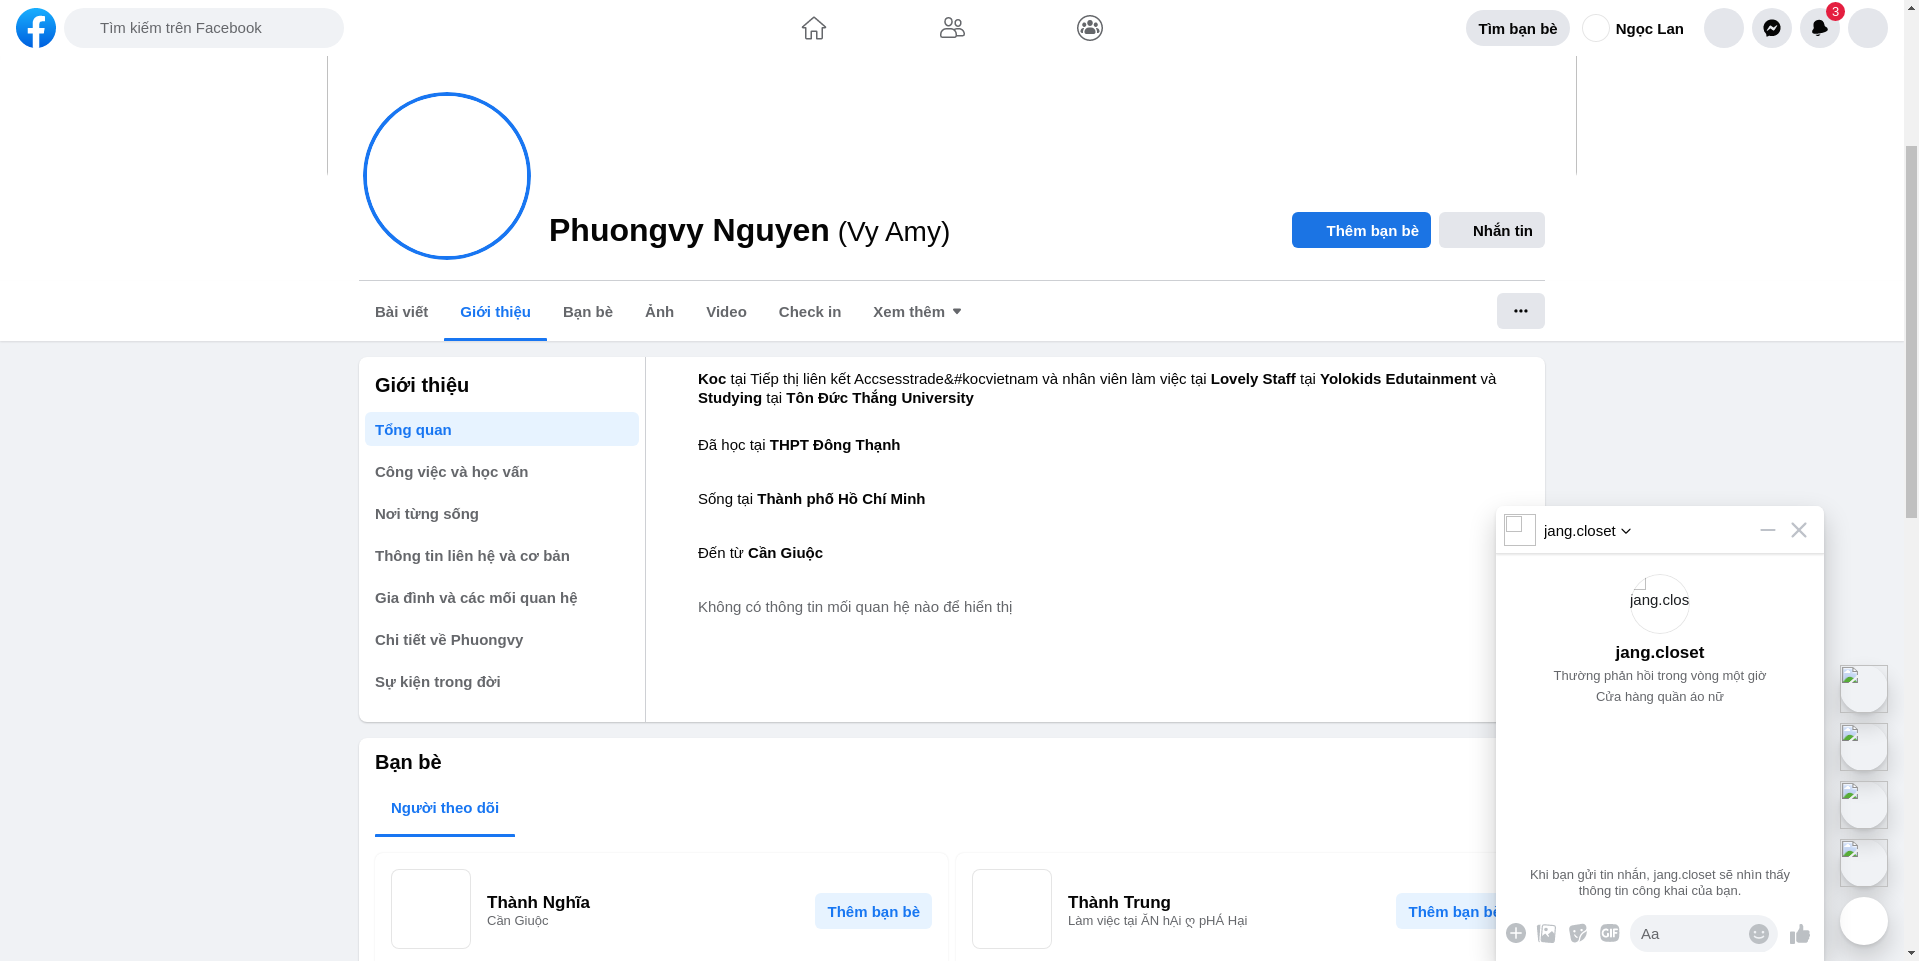 Tìm kiếm trên Facebook
Tìm bạn bè
Ngọc Lan
3
Phuongvy Nguyen (Vy Amy)
Thêm bạn bè
Nhắn tin
Bài viết
Giới thiệu
Bạn bè
Ảnh
Video
Check in
Xem thêm
Giới thiệu
Tổng quan
Công việc và học vấn
Nơi từng sống
Thông tin liên hệ và cơ bản
Gia đình và các mối quan hệ
Chi tiết về Phuongvy
Sự kiện trong đời
Koc tại Tiếp thị liên kết Accsesstrade&#kocvietnam và nhân viên làm việc tại Lovely Staff tại Yolokids Edutainment và
Studying tại Tôn Đức Thắng University
Đã học tại THPT Đông Thạnh
Sống tại Thành phố Hồ Chí Minh
Đến từ Cần Giuộc
Không có thông tin mối quan hệ nào để hiển thị
Bạn bè
Người theo dõi
Thành Nghĩa
Cần Giuộc
Thêm bạn bè
Thành Trung
Làm việc tại ĂN hẠi ღ pHÁ Hại
Thêm bạn bè
jang.closet
jang.clos
jang.closet
Thường phản hồi trong vòng một giờ
Cửa hàng quần áo nữ
Khi bạn gửi tin nhắn, jang.closet sẽ nhìn thấy
thông tin công khai của bạn.
GIF
Aa